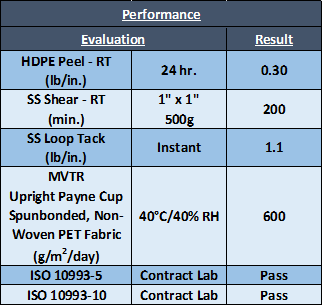 Performance
Evaluation Result
HDPE Peel - RT
(lb/in.) 24 hr. 0.30
SS Shear - RT
(min.) 1" x 1"
500g 200
SS Loop Tack
(lb/in.) Instant 1.1
MVTR
Upright Payne Cup
Spunbonded, Non-
Woven PET Fabric
(g/m²/day) 40°C/40% RH 600
ISO 10993-5 Contract Lab Pass
ISO 10993-10 Contract Lab Pass